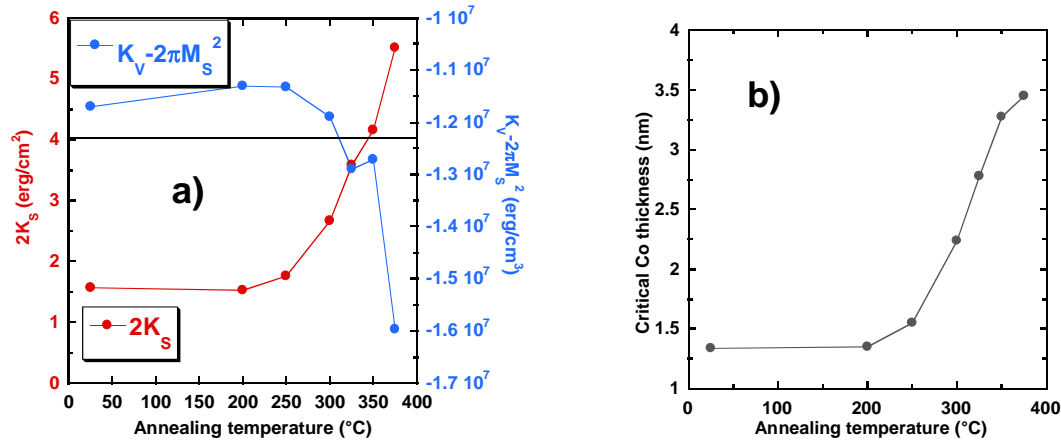 K_V-2πM_S^2
a)
2K_S
2K_S (erg/cm^2)
6
5
4
3
2
1
0
-1 10^7
-1.1 10^7
-1.2 10^7
-1.3 10^7
-1.4 10^7
-1.5 10^7
-1.6 10^7
-1.7 10^7
K_V-2πM_S^2 (erg/cm^3)
0 50 100 150 200 250 300 350 400
Annealing temperature (°C)
b)
Critical Co thickness (nm)
4
3.5
3
2.5
2
1.5
1
0 100 200 300 400
Annealing temperature (°C)